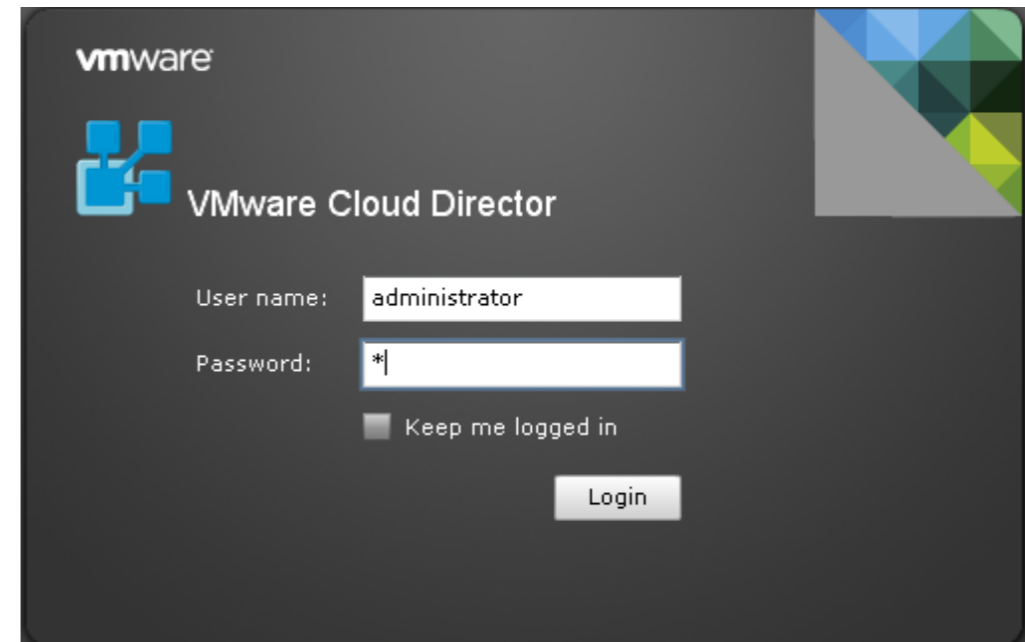 vmware
VMware Cloud Director
User name: administrator
Password: *
Keep me logged in
Login